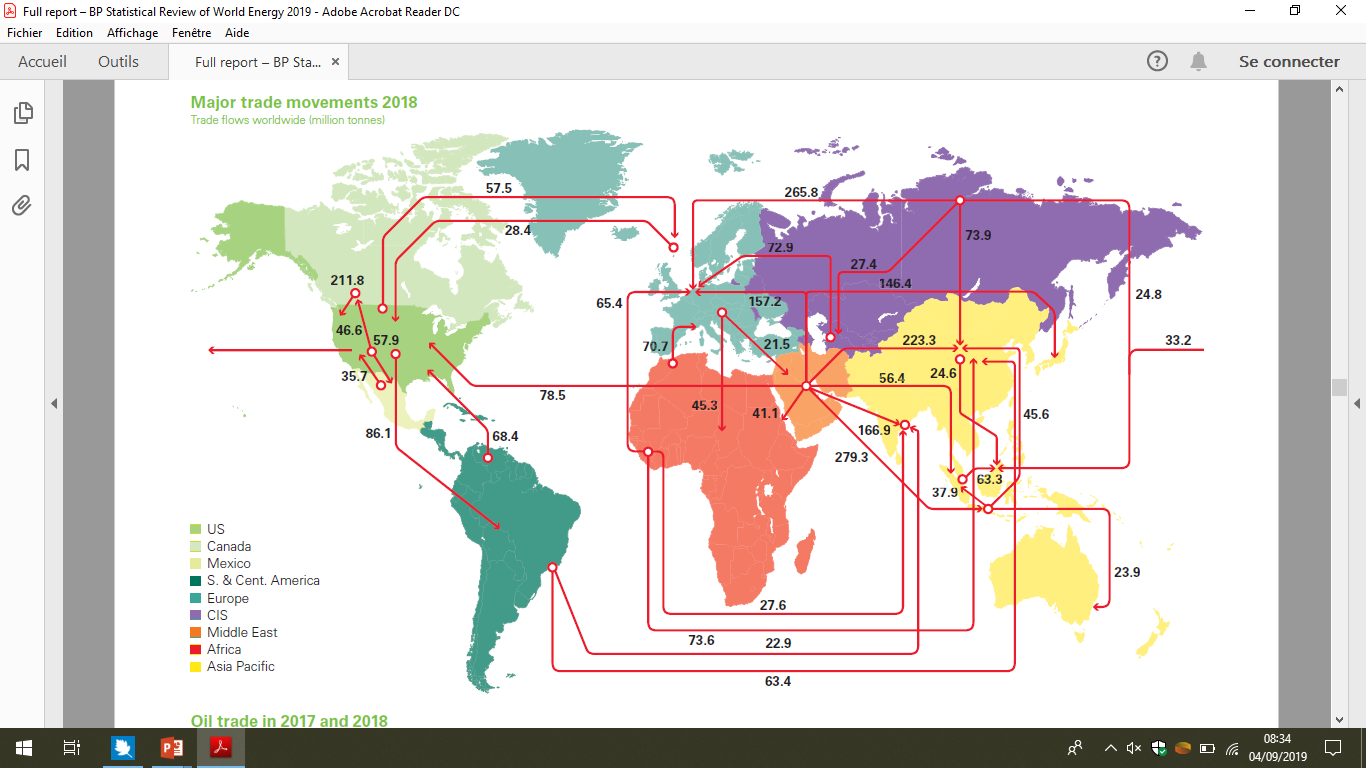 Full report – BP Statistical Review of World Energy 2019 - Adobe Acrobat Reader DC
Fichier Edition Affichage Fenêtre Aide
Accueil Outils Full report – BP Sta... × ? Se connecter
Major trade movements 2018
Trade flows worldwide (million tonnes)
57.5
265.8
28.4
73.9
72.9
27.4
211.8
146.4
24.8
65.4
157.2
46.6
57.9
33.2
70.7
21.5
223.3
35.7
24.6
56.4
78.5
45.3
41.1
45.6
86.1
68.4
166.9
279.3
63.3
37.9
US
Canada
Mexico
S. & Cent. America
Europe
CIS
Middle East
Africa
Asia Pacific
23.9
27.6
73.6
22.9
63.4
Oil trade in 2017 and 2018
08:34
04/09/2019